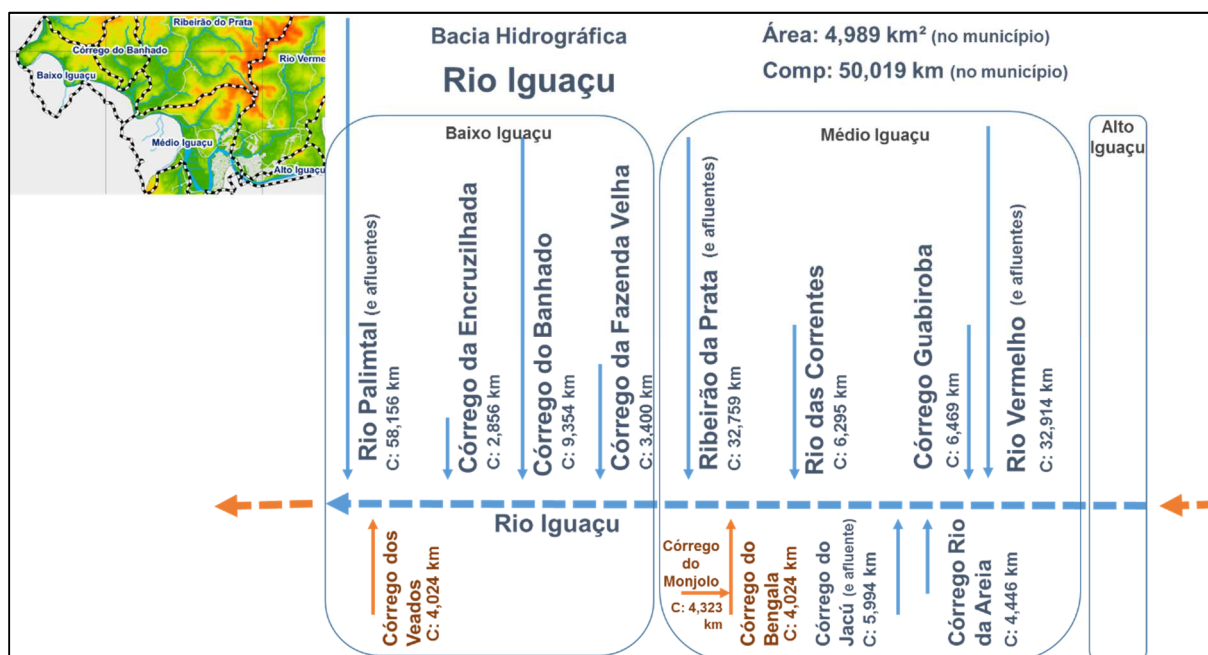 Ribeirão do Prata
Córrego do Banhado
Rio Verme
Baixo Iguaçu
Médio Iguaçu
Alto Iguaçu
Bacia Hidrográfica
Rio Iguaçu
Área: 4,989 km² (no município)
Comp: 50,019 km (no município)
Baixo Iguaçu
Médio Iguaçu
Alto
Iguaçu
Rio Palimtal (e afluentes)
C: 58,156 km
Córrego da Encruzilhada
C: 2,856 km
Córrego do Banhado
C: 9,354 km
Córrego da Fazenda Velha
C: 3,400 km
Ribeirão da Prata (e afluentes)
C: 32,759 km
Rio das Correntes
C: 6,295 km
Córrego Guabiroba
C: 6,469 km
Rio Vermelho (e afluentes)
C: 32,914 km
Rio Iguaçu
Córrego dos
Veados
C: 4,024 km
Córrego
do
Monjolo
C: 4,323
km
Córrego do
Bengala
C: 4,024 km
Córrego do
Jacú (e afluente)
C: 5,994 km
Córrego Rio
da Areia
C: 4,446 km